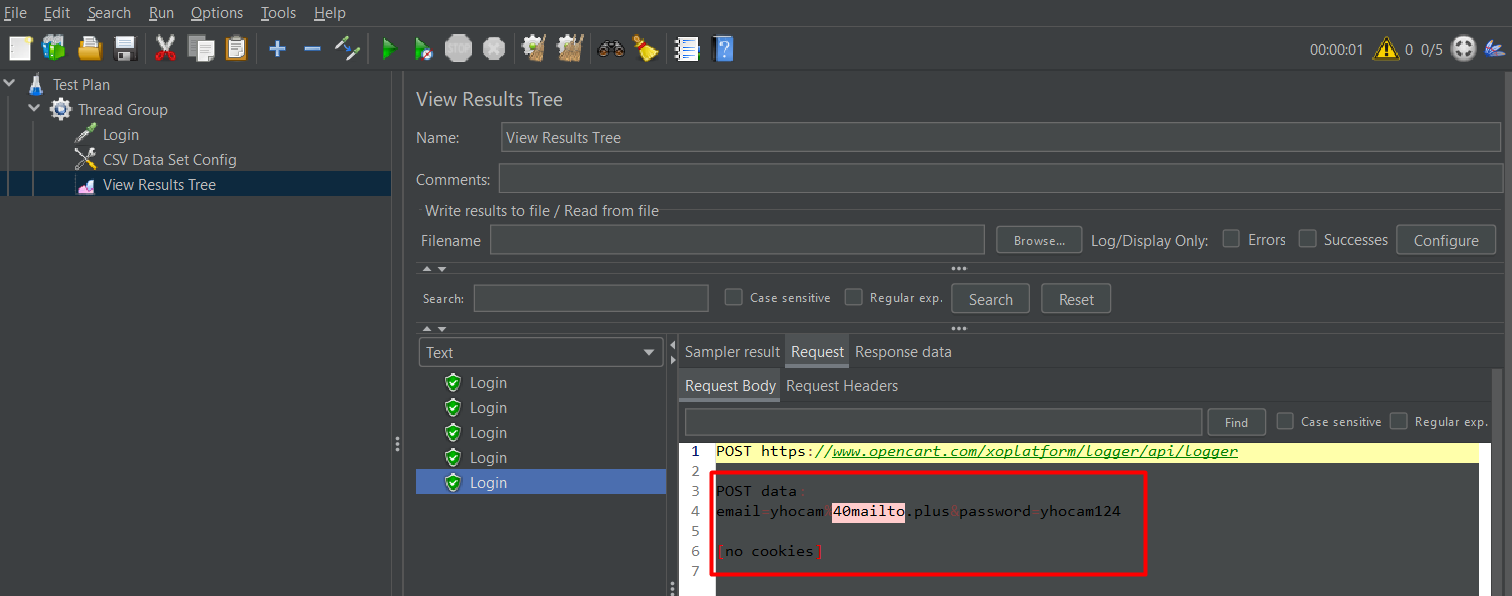 File Edit Search Run Options Tools Help
STOP 00:00:01 0 0/5
Test Plan
Thread Group
Login
CSV Data Set Config
View Results Tree
View Results Tree
Name: View Results Tree
Comments:
Write results to file / Read from file
Filename Browse... Log/Display Only: Errors Successes Configure
Search: Case sensitive Regular exp. Search Reset
Text
Login
Login
Login
Login
Login
Sampler result Request Response data
Request Body Request Headers
Find Case sensitive Regular exp.
1 POST https://www.opencart.com/xoplatform/logger/api/logger
2
3 POST data:
4 email=yhocam%40mailto.plus&password=yhocam124
5
6 [no cookies]
7